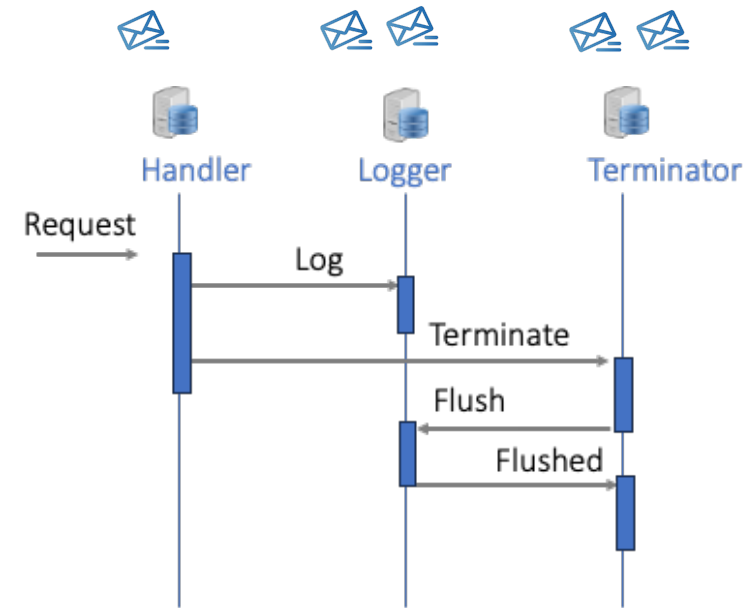 Handler
Logger
Terminator
Request
Log
Terminate
Flush
Flushed